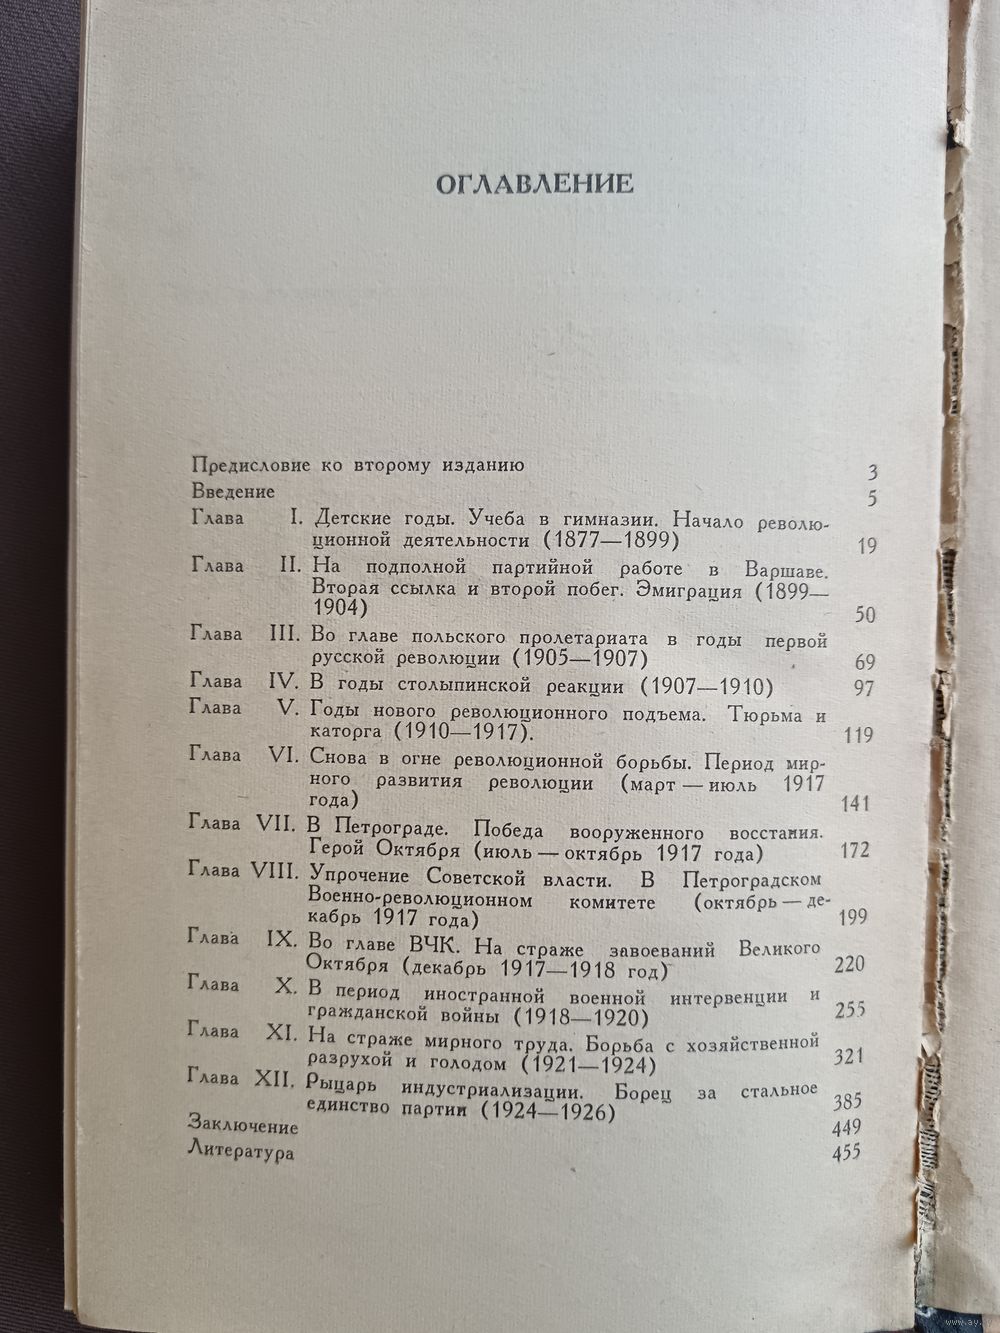 ОГЛАВЛЕНИЕ
Предисловие ко второму изданию 3
Введение 5
Глава I. Детские годы. Учеба в гимназии. Начало револю-
ционной деятельности (1877—1899) 19
Глава II. На подпольной партийной работе в Варшаве.
Вторая ссылка и второй побег. Эмиграция (1899—
1904) 50
Глава III. Во главе польского пролетариата в годы первой
русской революции (1905—1907) 69
Глава IV. В годы столыпинской реакции (1907—1910) 97
Глава V. Годы нового революционного подъема. Тюрьма и
каторга (1910—1917). 119
Глава VI. Снова в огне революционной борьбы. Период мир-
ного развития революции (март — июль 1917
года) 141
Глава VII. В Петрограде. Победа вооруженного восстания.
Герой Октября (июль — октябрь 1917 года) 172
Глава VIII. Упрочение Советской власти. В Петроградском
Военно-революционном комитете (октябрь — де-
кабрь 1917 года) 199
Глава IX. Во главе ВЧК. На страже завоеваний Великого
Октября (декабрь 1917—1918 год) 220
Глава X. В период иностранной военной интервенции и
гражданской войны (1918—1920) 255
Глава XI. На страже мирного труда. Борьба с хозяйственной
разрухой и голодом (1921—1924) 321
Глава XII. Рыцарь индустриализации. Борец за стальное
единство партии (1924—1926) 385
Заключение 449
Литература 455